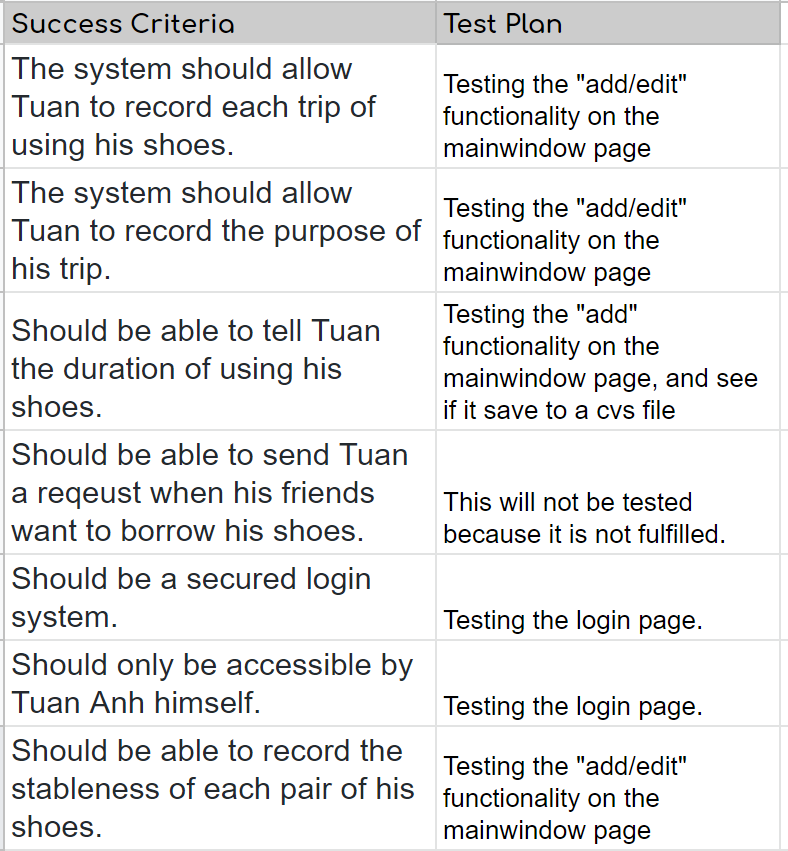 Success Criteria
Test Plan
The system should allow
Tuan to record each trip of
using his shoes.
Testing the "add/edit"
functionality on the
mainwindow page
The system should allow
Tuan to record the purpose of
his trip.
Testing the "add/edit"
functionality on the
mainwindow page
Should be able to tell Tuan
the duration of using his
shoes.
Testing the "add"
functionality on the
mainwindow page, and see
if it save to a cvs file
Should be able to send Tuan
a reqeust when his friends
want to borrow his shoes.
This will not be tested
because it is not fulfilled.
Should be a secured login
system.
Testing the login page.
Should only be accessible by
Tuan Anh himself.
Testing the login page.
Should be able to record the
stableness of each pair of his
shoes.
Testing the "add/edit"
functionality on the
mainwindow page